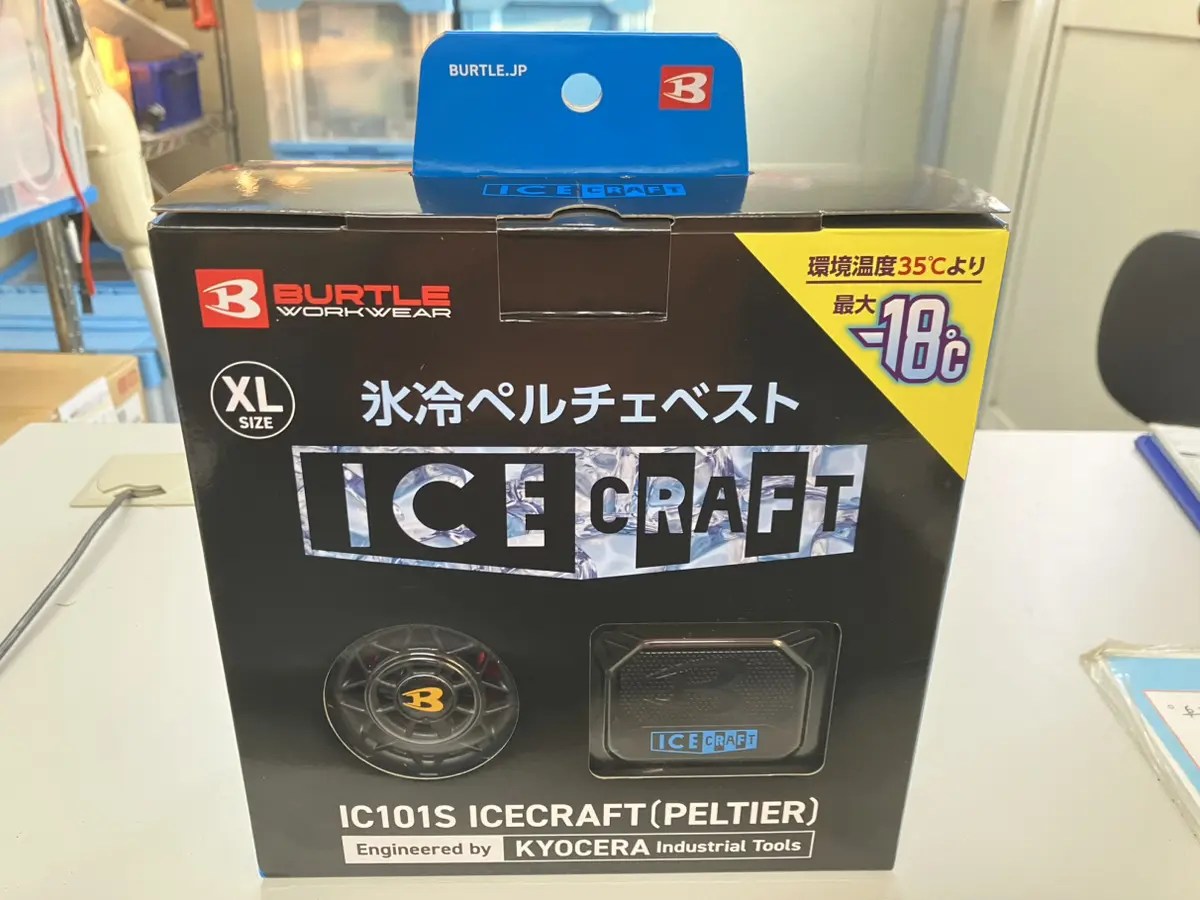 BURTLE.JP
B
ICE CRAFT
環境温度35℃より
最大
-18℃
B BURTLE
WORKWEAR
XL
SIZE
氷冷ペルチェベスト
ICE CRAFT
B
ICE CRAFT
IC101S ICECRAFT(PELTIER)
Engineered by KYOCERA Industrial Tools